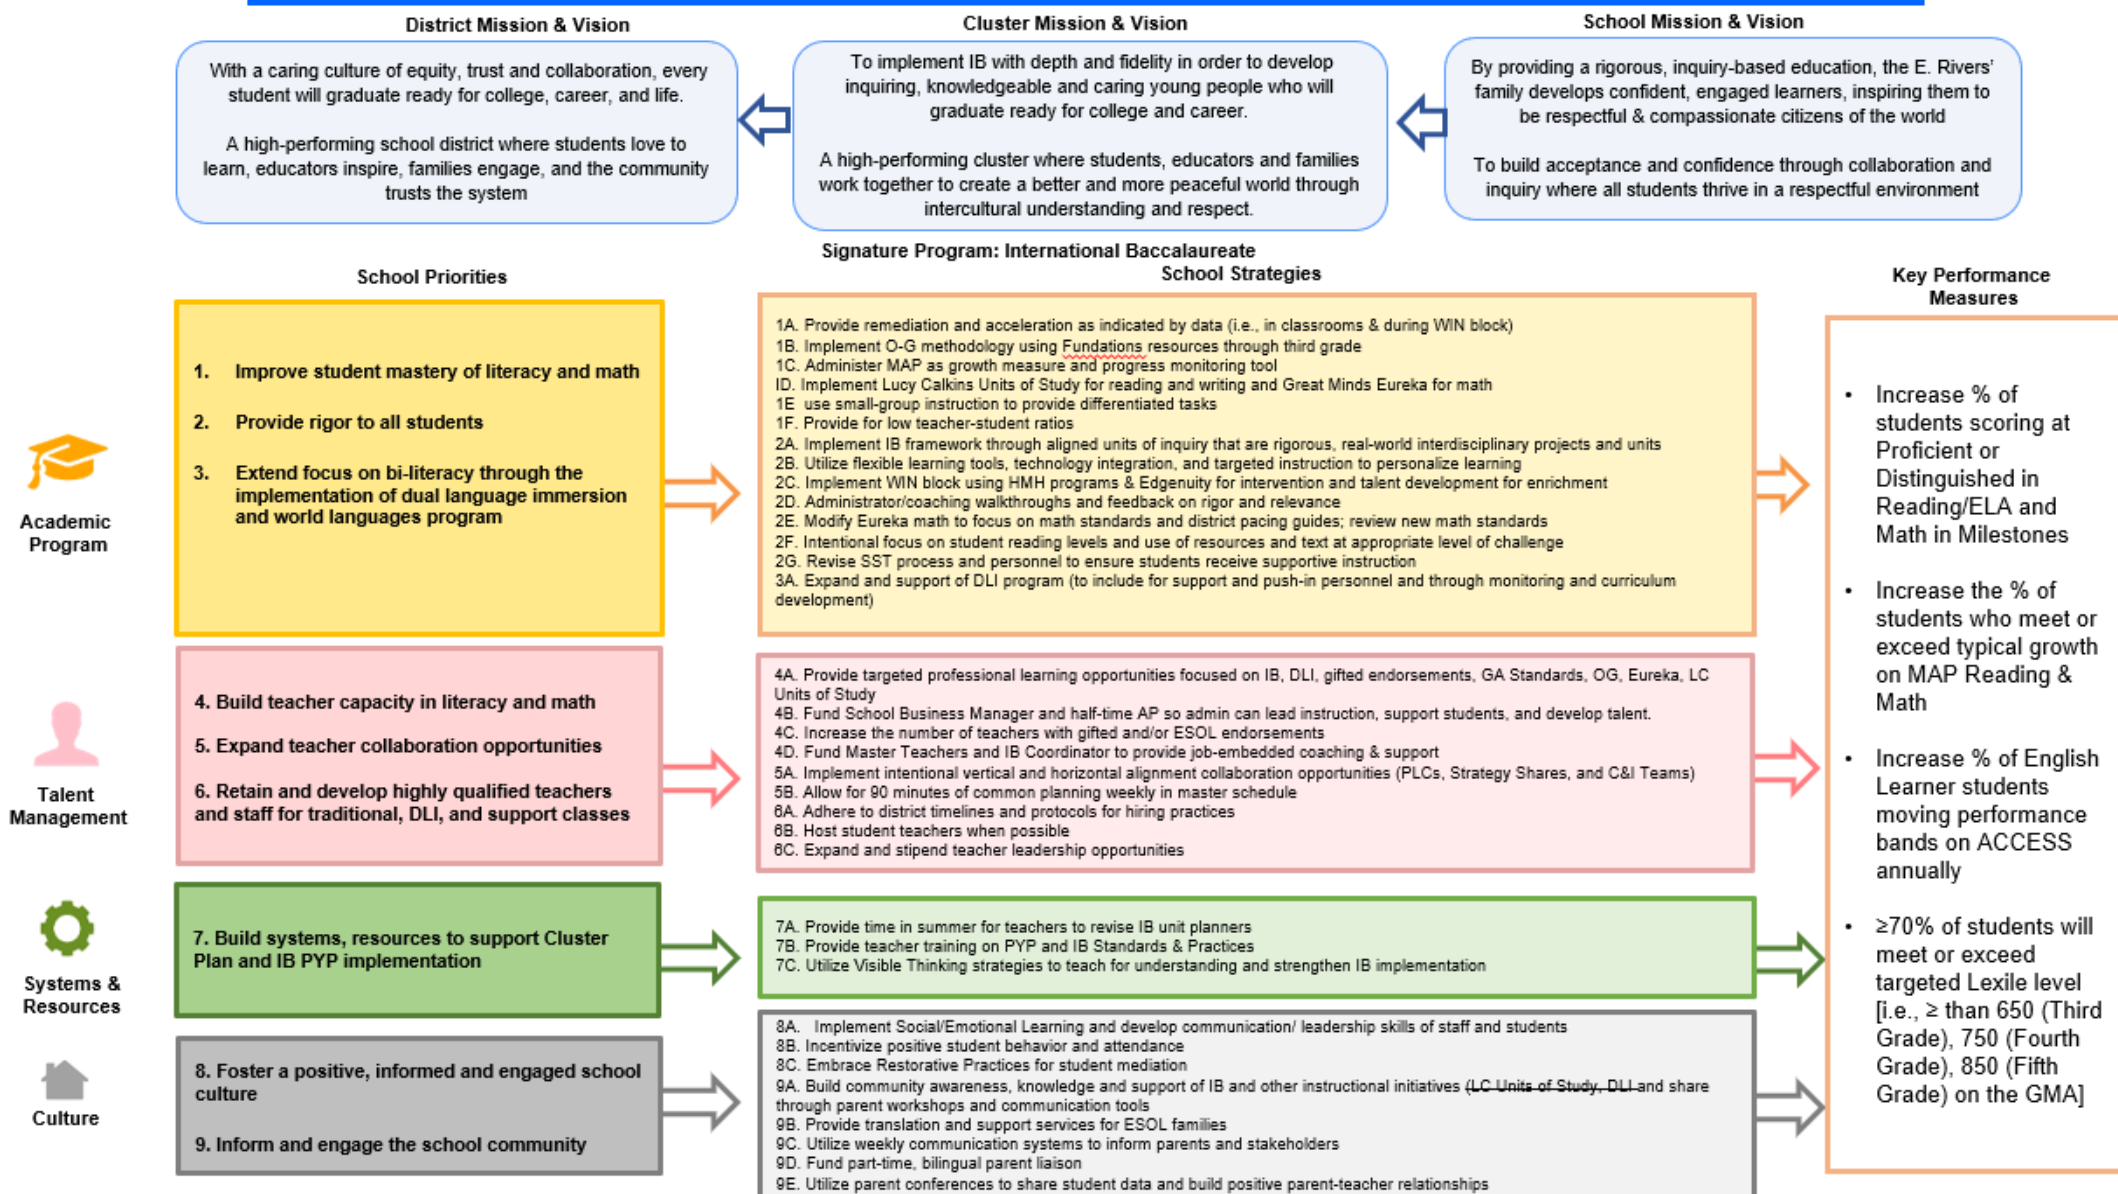 District Mission & Vision
Cluster Mission & Vision
School Mission & Vision
With a caring culture of equity, trust and collaboration, every
student will graduate ready for college, career, and life.
A high-performing school district where students love to
learn, educators inspire, families engage, and the community
trusts the system
To implement IB with depth and fidelity in order to develop
inquiring, knowledgeable and caring young people who will
graduate ready for college and career.
A high-performing cluster where students, educators and families
work together to create a better and more peaceful world through
intercultural understanding and respect.
By providing a rigorous, inquiry-based education, the E. Rivers'
family develops confident, engaged learners, inspiring them to
be respectful & compassionate citizens of the world
To build acceptance and confidence through collaboration and
inquiry where all students thrive in a respectful environment
Signature Program: International Baccalaureate
School Priorities
School Strategies
Key Performance
Measures
Academic
Program
1. Improve student mastery of literacy and math
2. Provide rigor to all students
3. Extend focus on bi-literacy through the
implementation of dual language immersion
and world languages program
1A. Provide remediation and acceleration as indicated by data (i.e., in classrooms & during WIN block)
1B. Implement O-G methodology using Fundations resources through third grade
1C. Administer MAP as growth measure and progress monitoring tool
ID. Implement Lucy Calkins Units of Study for reading and writing and Great Minds Eureka for math
1E use small-group instruction to provide differentiated tasks
1F. Provide for low teacher-student ratios
2A. Implement IB framework through aligned units of inquiry that are rigorous, real-world interdisciplinary projects and units
2B. Utilize flexible learning tools, technology integration, and targeted instruction to personalize learning
2C. Implement WIN block using HMH programs & Edgenuity for intervention and talent development for enrichment
2D. Administrator/coaching walkthroughs and feedback on rigor and relevance
2E. Modify Eureka math to focus on math standards and district pacing guides; review new math standards
2F. Intentional focus on student reading levels and use of resources and text at appropriate level of challenge
2G. Revise SST process and personnel to ensure students receive supportive instruction
3A. Expand and support of DLI program (to include for support and push-in personnel and through monitoring and curriculum
development)
Talent
Management
4. Build teacher capacity in literacy and math
5. Expand teacher collaboration opportunities
6. Retain and develop highly qualified teachers
and staff for traditional, DLI, and support classes
4A. Provide targeted professional learning opportunities focused on IB, DLI, gifted endorsements, GA Standards, OG, Eureka, LC
Units of Study
4B. Fund School Business Manager and half-time AP so admin can lead instruction, support students, and develop talent.
4C. Increase the number of teachers with gifted and/or ESOL endorsements
4D. Fund Master Teachers and IB Coordinator to provide job-embedded coaching & support
5A. Implement intentional vertical and horizontal alignment collaboration opportunities (PLCs, Strategy Shares, and C&I Teams)
5B. Allow for 90 minutes of common planning weekly in master schedule
6A. Adhere to district timelines and protocols for hiring practices
6B. Host student teachers when possible
6C. Expand and stipend teacher leadership opportunities
Systems &
Resources
7. Build systems, resources to support Cluster
Plan and IB PYP implementation
7A. Provide time in summer for teachers to revise IB unit planners
7B. Provide teacher training on PYP and IB Standards & Practices
7C. Utilize Visible Thinking strategies to teach for understanding and strengthen IB implementation
Culture
8. Foster a positive, informed and engaged school
culture
9. Inform and engage the school community
8A. Implement Social/Emotional Learning and develop communication/ leadership skills of staff and students
8B. Incentivize positive student behavior and attendance
8C. Embrace Restorative Practices for student mediation
9A. Build community awareness, knowledge and support of IB and other instructional initiatives (LC Units of Study, DLI and share
through parent workshops and communication tools
9B. Provide translation and support services for ESOL families
9C. Utilize weekly communication systems to inform parents and stakeholders
9D. Fund part-time, bilingual parent liaison
9E. Utilize parent conferences to share student data and build positive parent-teacher relationships
• Increase % of
students scoring at
Proficient or
Distinguished in
Reading/ELA and
Math in Milestones
• Increase the % of
students who meet or
exceed typical growth
on MAP Reading &
Math
• Increase % of English
Learner students
moving performance
bands on ACCESS
annually
• ≥70% of students will
meet or exceed
targeted Lexile level
[i.e., ≥ than 650 (Third
Grade), 750 (Fourth
Grade), 850 (Fifth
Grade) on the GMA]